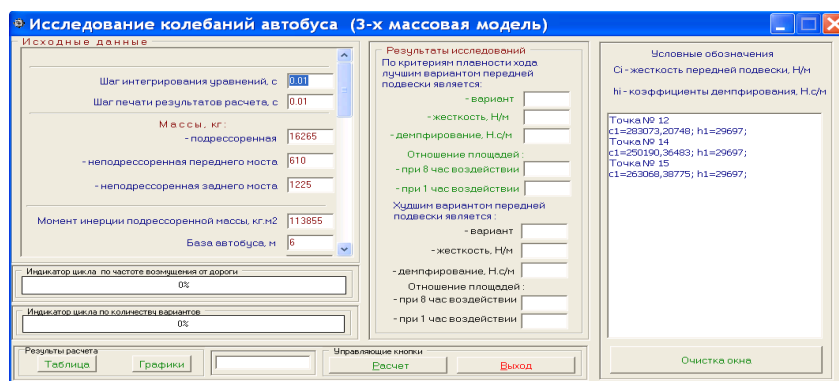 Исследование колебаний автобуса (3-х массовая модель)
Исходные данные
Шаг интегрирования уравнений, с 0.01
Шаг печати результатов расчета, с 0.01
Массы, кг:
- подрессоренная 16265
- неподрессоренная переднего моста 610
- неподрессоренная заднего моста 1225
Момент инерции подрессоренной массы, кг.м2 113855
База автобуса, м 6
Индикатор цикла по частоте возмущения от дороги
0%
Индикатор цикла по количеству вариантов
0%
Результы расчета
Таблица
Графики
Управляющие кнопки
Расчет
Выход
Результаты исследований
По критериям плавности хода
лучшим вариантом передней
подвески является:
- вариант
- жесткость, Н/м
- демпфирование, Н.с/м
Отношение площадей :
- при 8 час воздействии
- при 1 час воздействии
Худшим вариантом передней
подвески является :
- вариант
- жесткость, Н/м
- демпфирование, Н.с/м
Отношение площадей :
- при 8 час воздействии
- при 1 час воздействии
Условные обозначения
Ci - жесткость передней подвески, Н/м
hi - коэффициенты демпфирования, Н.с/м
Точка № 12
c1=283073,20748; h1=29697;
Точка № 14
c1=250190,36483; h1=29697;
Точка № 15
c1=263068,38775; h1=29697;
Очистка окна